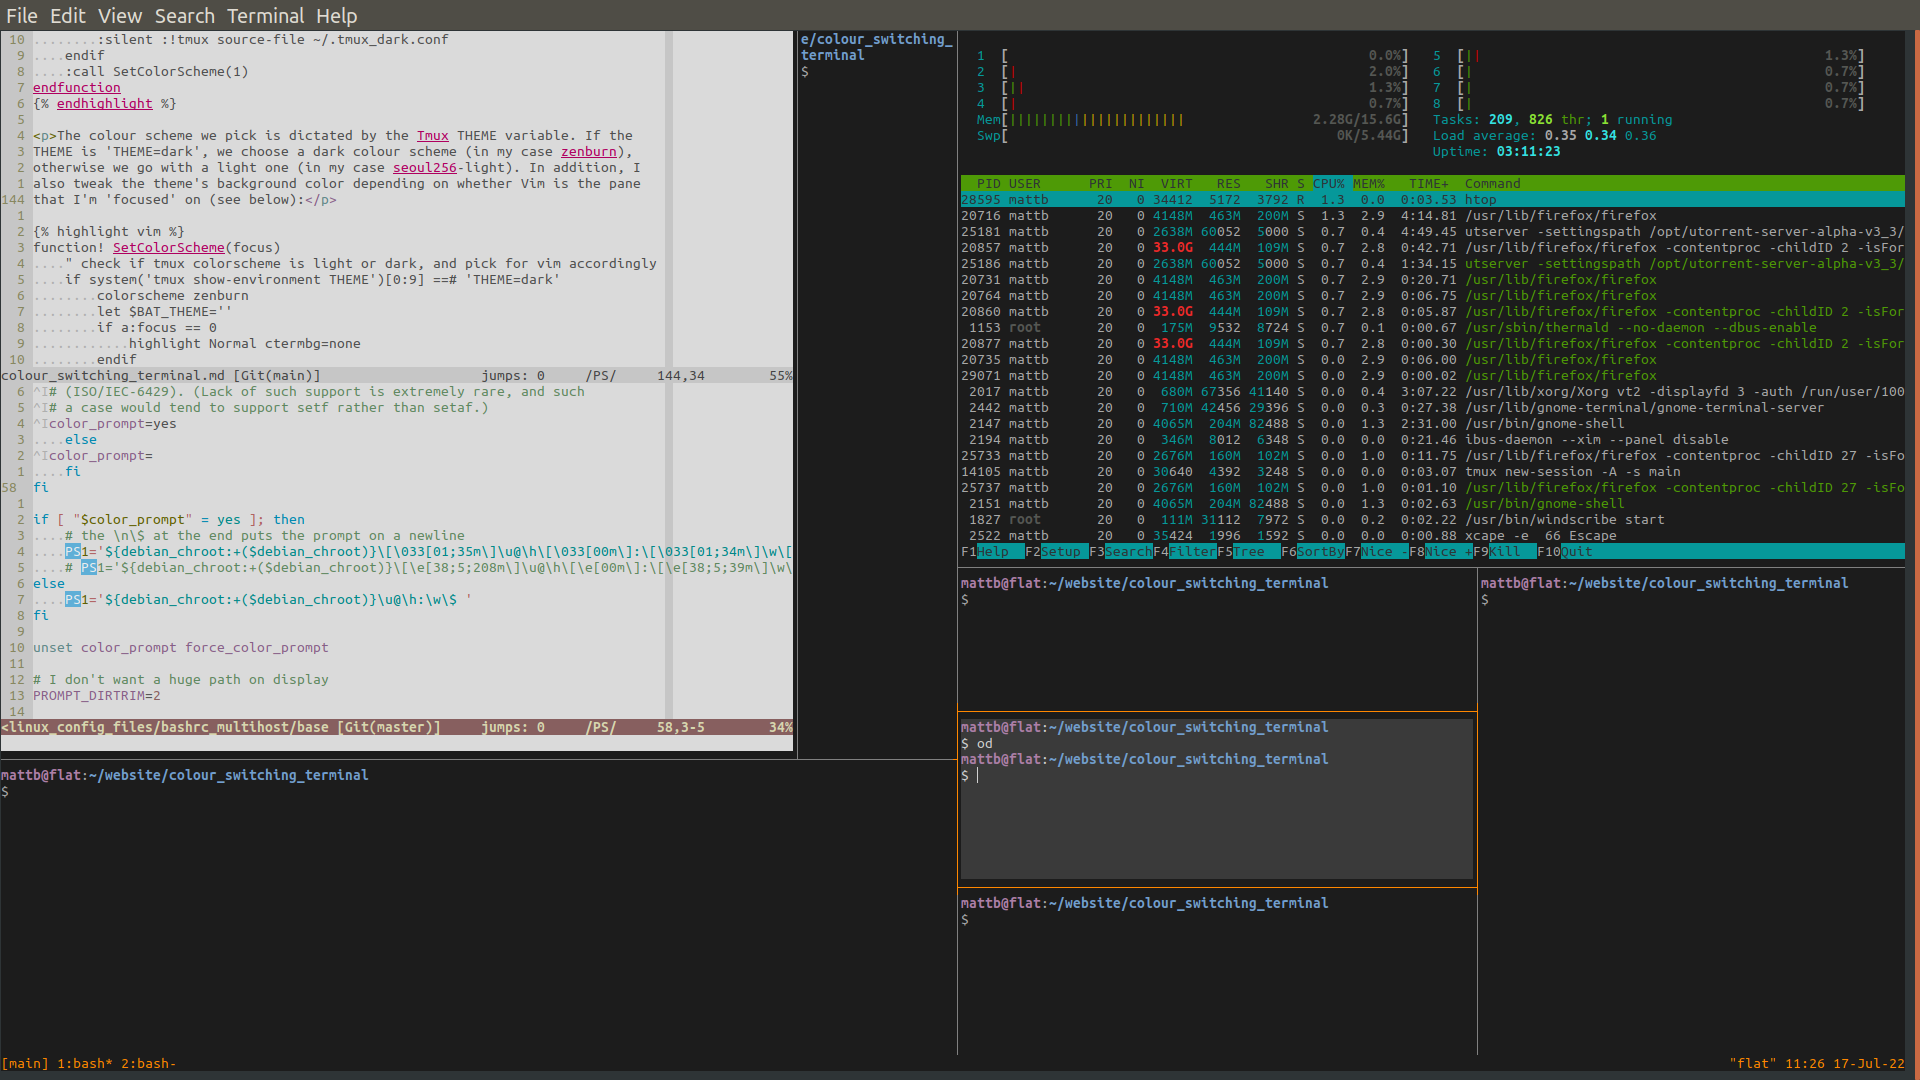 File Edit View Search Terminal Help
10 ........:silent :!tmux source-file ~/.tmux_dark.conf
9 ....endif
8 ....:call SetColorScheme(1)
7 endfunction
6 {% endhighlight %}
5
4 <p>The colour scheme we pick is dictated by the Tmux THEME variable. If the
3 THEME is 'THEME=dark', we choose a dark colour scheme (in my case zenburn),
2 otherwise we go with a light one (in my case seoul256-light). In addition, I
1 also tweak the theme's background color depending on whether Vim is the pane
144 that I'm 'focused' on (see below):</p>
1
2 {% highlight vim %}
3 function! SetColorScheme(focus)
4 ...." check if tmux colorscheme is light or dark, and pick for vim accordingly
5 ....if system('tmux show-environment THEME')[0:9] ==# 'THEME=dark'
6 ........colorscheme zenburn
7 ........let $BAT_THEME=''
8 ........if a:focus == 0
9 ............highlight Normal ctermbg=none
10 ........endif
colour_switching_terminal.md [Git(main)] jumps: 0 /PS/ 144,34 55%
6 ^I# (ISO/IEC-6429). (Lack of such support is extremely rare, and such
5 ^I# a case would tend to support setf rather than setaf.)
4 ^Icolor_prompt=yes
3 ....else
2 ^Icolor_prompt=
1 ....fi
58 fi
1
2 if [ "$color_prompt" = yes ]; then
3 ....# the \n\$ at the end puts the prompt on a newline
4 ....PS1='${debian_chroot:+($debian_chroot)}\[\033[01;35m\]\u@\h\[\033[00m\]:\[\033[01;34m\]\w\[
5 ....# PS1='${debian_chroot:+($debian_chroot)}\[\e[38;5;208m\]\u@\h\[\e[00m\]:\[\e[38;5;39m\]\w\
6 else
7 ....PS1='${debian_chroot:+($debian_chroot)}\u@\h:\w\$ '
8 fi
9
10 unset color_prompt force_color_prompt
11
12 # I don't want a huge path on display
13 PROMPT_DIRTRIM=2
14
<linux_config_files/bashrc_multihost/base [Git(master)] jumps: 0 /PS/ 58,3-5 34%
mattb@flat:~/website/colour_switching_terminal
$
e/colour_switching_
terminal
$
1 [ 0.0%] 5 [|| 1.3%]
2 [| 2.0%] 6 [| 0.7%]
3 [|| 1.3%] 7 [| 0.7%]
4 [| 0.7%] 8 [| 0.7%]
Mem[|||||||||||||||||||||| 2.28G/15.6G] Tasks: 209, 826 thr; 1 running
Swp[ 0K/5.44G] Load average: 0.35 0.34 0.36
Uptime: 03:11:23
PID USER PRI NI VIRT RES SHR S CPU% MEM% TIME+ Command
28595 mattb 20 0 34412 5172 3792 R 1.3 0.0 0:03.53 htop
20716 mattb 20 0 4148M 463M 200M S 1.3 2.9 4:14.81 /usr/lib/firefox/firefox
25181 mattb 20 0 2638M 60052 5000 S 0.7 0.4 4:49.45 utserver -settingspath /opt/utorrent-server-alpha-v3_3/
20857 mattb 20 0 33.0G 444M 109M S 0.7 2.8 0:42.71 /usr/lib/firefox/firefox -contentproc -childID 2 -isFor
25186 mattb 20 0 2638M 60052 5000 S 0.7 0.4 1:34.15 utserver -settingspath /opt/utorrent-server-alpha-v3_3/
20731 mattb 20 0 4148M 463M 200M S 0.7 2.9 0:20.71 /usr/lib/firefox/firefox
20764 mattb 20 0 4148M 463M 200M S 0.7 2.9 0:06.75 /usr/lib/firefox/firefox
20860 mattb 20 0 33.0G 444M 109M S 0.7 2.8 0:05.87 /usr/lib/firefox/firefox -contentproc -childID 2 -isFor
1153 root 20 0 175M 9532 8724 S 0.7 0.1 0:00.67 /usr/sbin/thermald --no-daemon --dbus-enable
20877 mattb 20 0 33.0G 444M 109M S 0.7 2.8 0:00.30 /usr/lib/firefox/firefox -contentproc -childID 2 -isFor
20735 mattb 20 0 4148M 463M 200M S 0.0 2.9 0:06.00 /usr/lib/firefox/firefox
29071 mattb 20 0 4148M 463M 200M S 0.0 2.9 0:00.02 /usr/lib/firefox/firefox
2017 mattb 20 0 680M 67356 41140 S 0.0 0.4 3:07.22 /usr/lib/xorg/Xorg vt2 -displayfd 3 -auth /run/user/100
2442 mattb 20 0 710M 42456 29396 S 0.0 0.3 0:27.38 /usr/lib/gnome-terminal/gnome-terminal-server
2147 mattb 20 0 4065M 204M 82488 S 0.0 1.3 2:31.00 /usr/bin/gnome-shell
2194 mattb 20 0 346M 8012 6348 S 0.0 0.0 0:21.46 ibus-daemon --xim --panel disable
25733 mattb 20 0 2676M 160M 102M S 0.0 1.0 0:11.75 /usr/lib/firefox/firefox -contentproc -childID 27 -isFo
14105 mattb 20 0 30640 4392 3248 S 0.0 0.0 0:03.07 tmux new-session -A -s main
25737 mattb 20 0 2676M 160M 102M S 0.0 1.0 0:01.10 /usr/lib/firefox/firefox -contentproc -childID 27 -isFo
2151 mattb 20 0 4065M 204M 82488 S 0.0 1.3 0:02.63 /usr/bin/gnome-shell
1827 root 20 0 111M 31112 7972 S 0.0 0.2 0:02.22 /usr/bin/windscribe start
2522 mattb 20 0 35424 1996 1592 S 0.0 0.0 0:00.88 xcape -e 66 Escape
F1Help F2Setup F3SearchF4FilterF5Tree F6SortByF7Nice -F8Nice +F9Kill F10Quit
mattb@flat:~/website/colour_switching_terminal
$
mattb@flat:~/website/colour_switching_terminal
$
mattb@flat:~/website/colour_switching_terminal
$ od
mattb@flat:~/website/colour_switching_terminal
$
mattb@flat:~/website/colour_switching_terminal
$
[main] 1:bash* 2:bash- "flat" 11:26 17-Jul-22